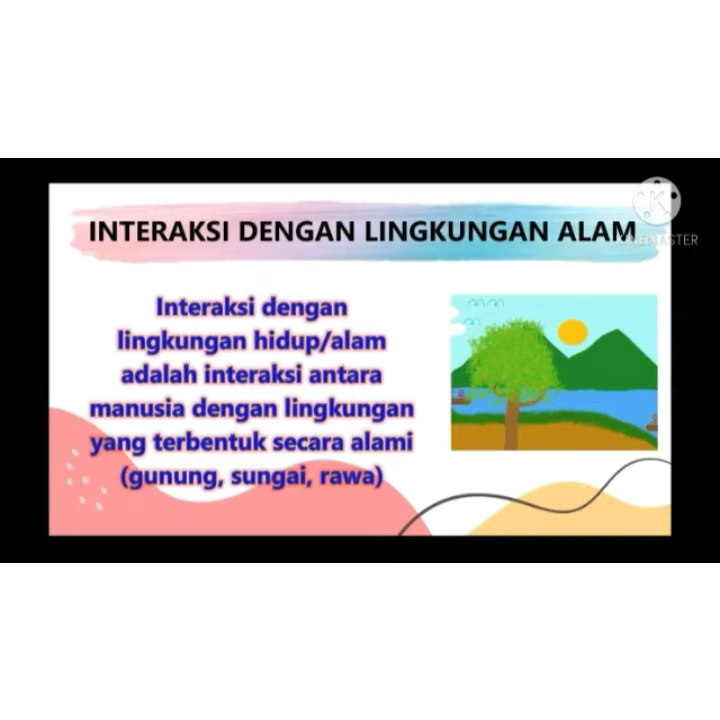 INTERAKSI DENGAN LINGKUNGAN ALAM
KINEMASTER
Interaksi dengan
lingkungan hidup/alam
adalah interaksi antara
manusia dengan lingkungan
yang terbentuk secara alami
(gunung, sungai, rawa)